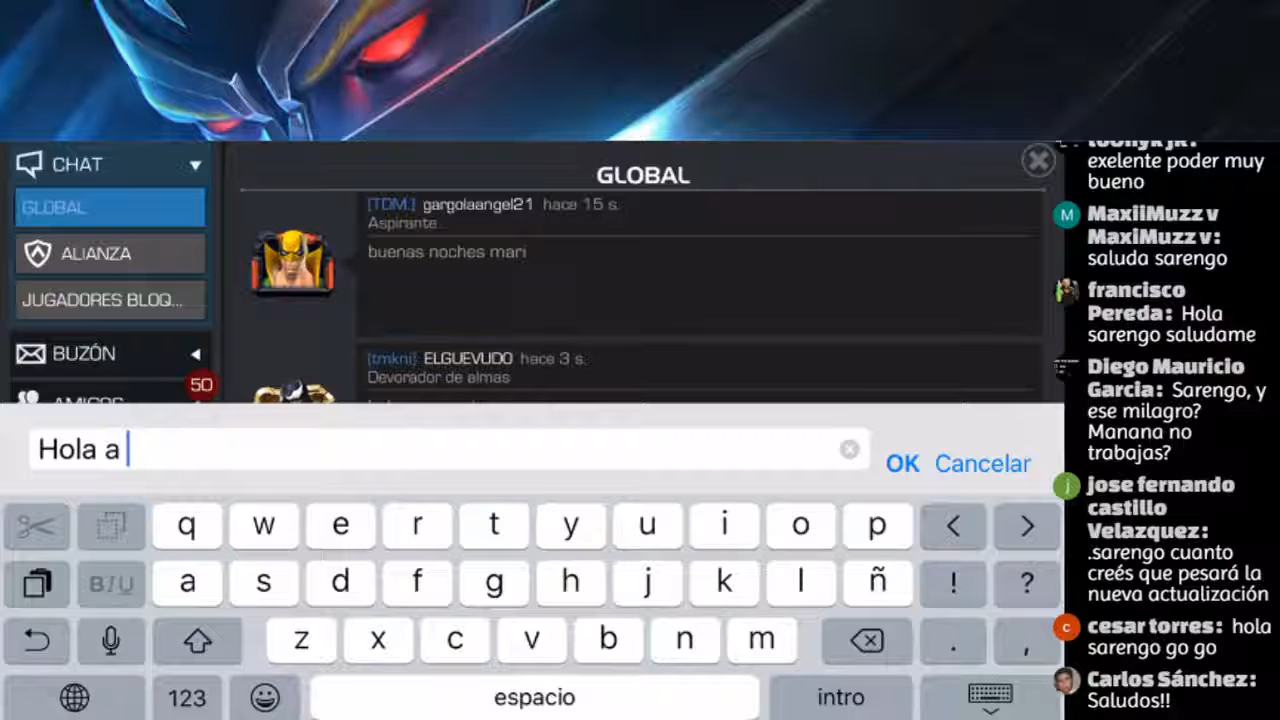 CHAT
GLOBAL
ALIANZA
JUGADORES BLOQ...
BUZÓN
50
GLOBAL
[TDM.] gargolaangel21 hace 15 s.
Aspirante
buenas noches mari
[tmkni] ELGUEVUDO hace 3 s.
Devorador de almas
Hola a
OK Cancelar
q w e r t y u i o p < >
B/U a s d f g h j k l ñ ! ?
z x c v b n m . ,
123 espacio intro
exelente poder muy
bueno
M MaxiiMuzz v
MaxiMuzz v:
saluda sarengo
francisco
Pereda: Hola
sarengo saludame
Diego Mauricio
Garcia: Sarengo, y
ese milagro?
Manana no
trabajas?
j jose fernando
castillo
Velazquez:
.sarengo cuanto
creés que pesará la
nueva actualización
c cesar torres: hola
sarengo go go
Carlos Sánchez:
Saludos!!